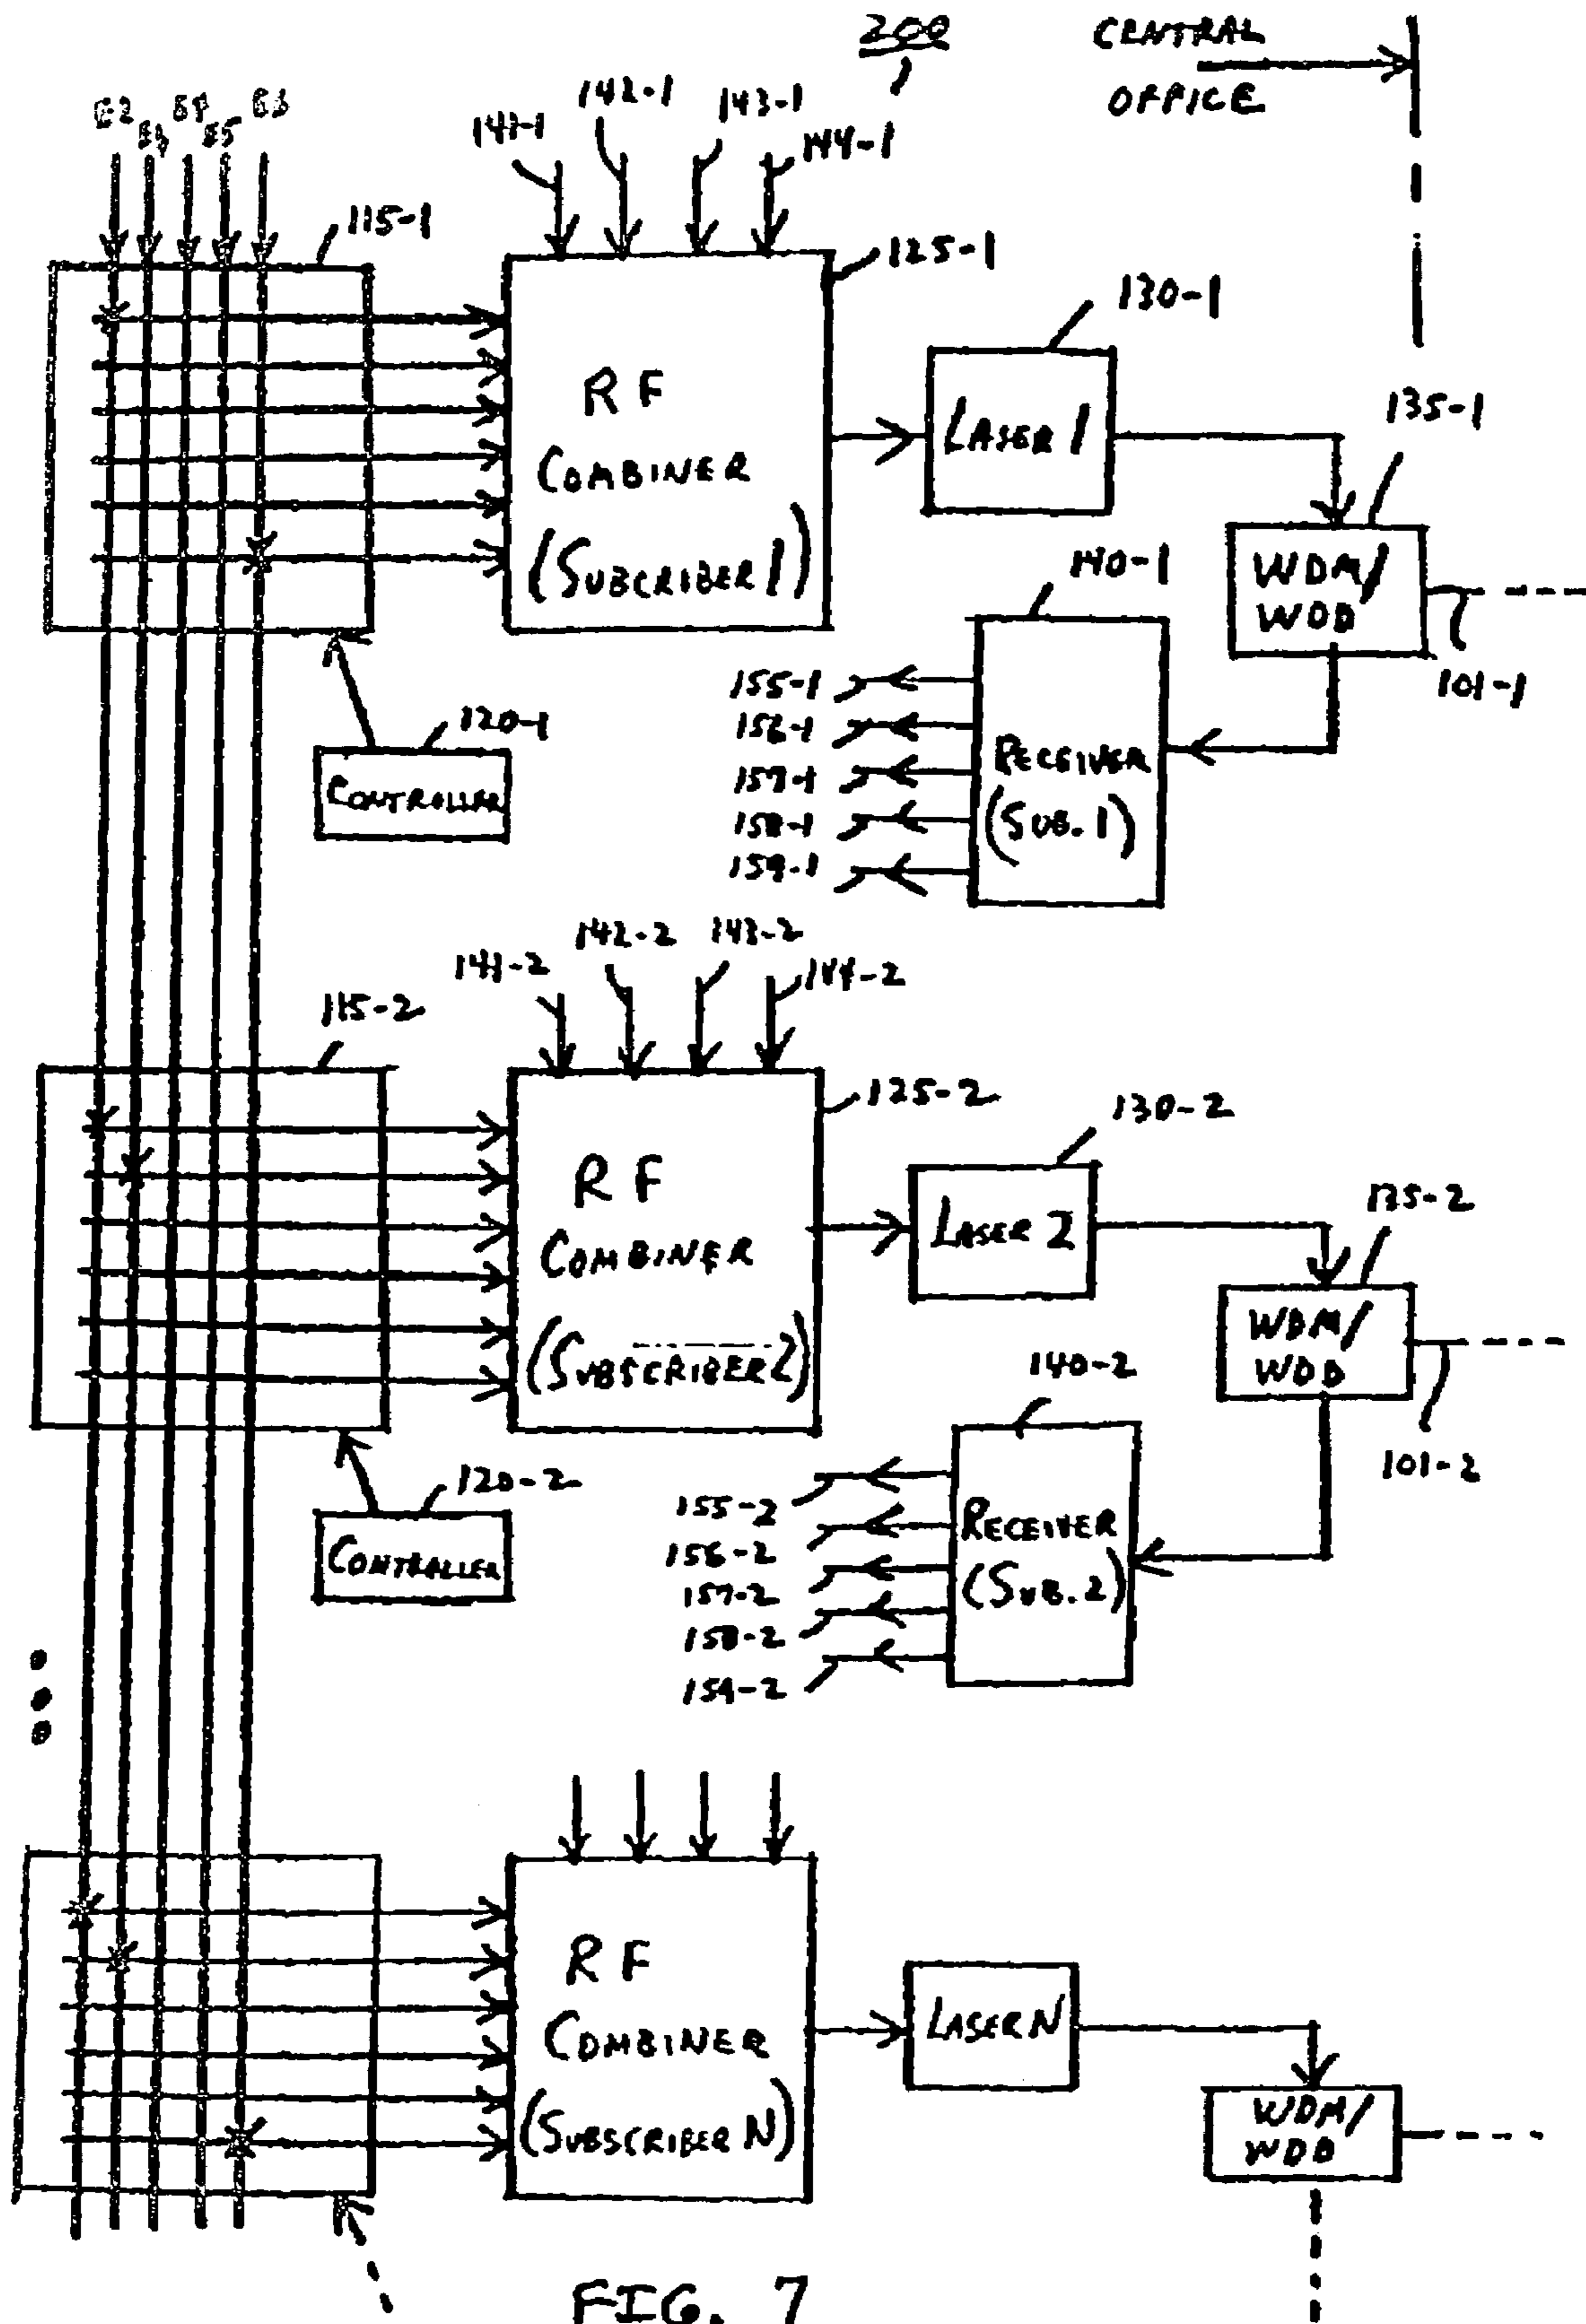 200
CENTRAL
OFFICE
141-1
142-1
143-1
144-1
115-1
125-1
130-1
135-1
RF
COMBINER
(SUBCRIBER 1)
LASER 1
WDM/
WDD
101-1
140-1
155-1
156-1
157-1
158-1
159-1
RECEIVER
(SUB. 1)
120-1
CONTROLLER
141-2
142-2
143-2
144-2
115-2
125-2
130-2
135-2
RF
COMBINER
(SUBSCRIBER 2)
LASER 2
WDM/
WDD
101-2
140-2
155-2
156-2
157-2
158-2
159-2
RECEIVER
(SUB. 2)
120-2
CONTROLLER
RF
COMBINER
(SUBSCRIBER N)
LASER N
WDM/
WDD
FIG. 7